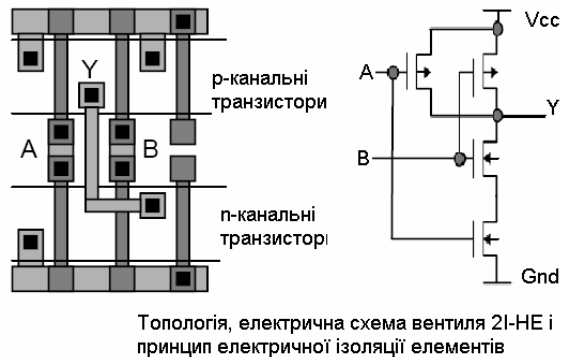 Y
A
B
р-канальні
транзистори
n-канальні
транзистори
Vcc
A
Y
B
Gnd
Топологія, електрична схема вентиля 2І-НЕ і
принцип електричної ізоляції елементів